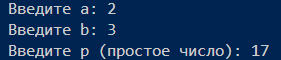 Введите a: 2
Введите b: 3
Введите p (простое число): 17